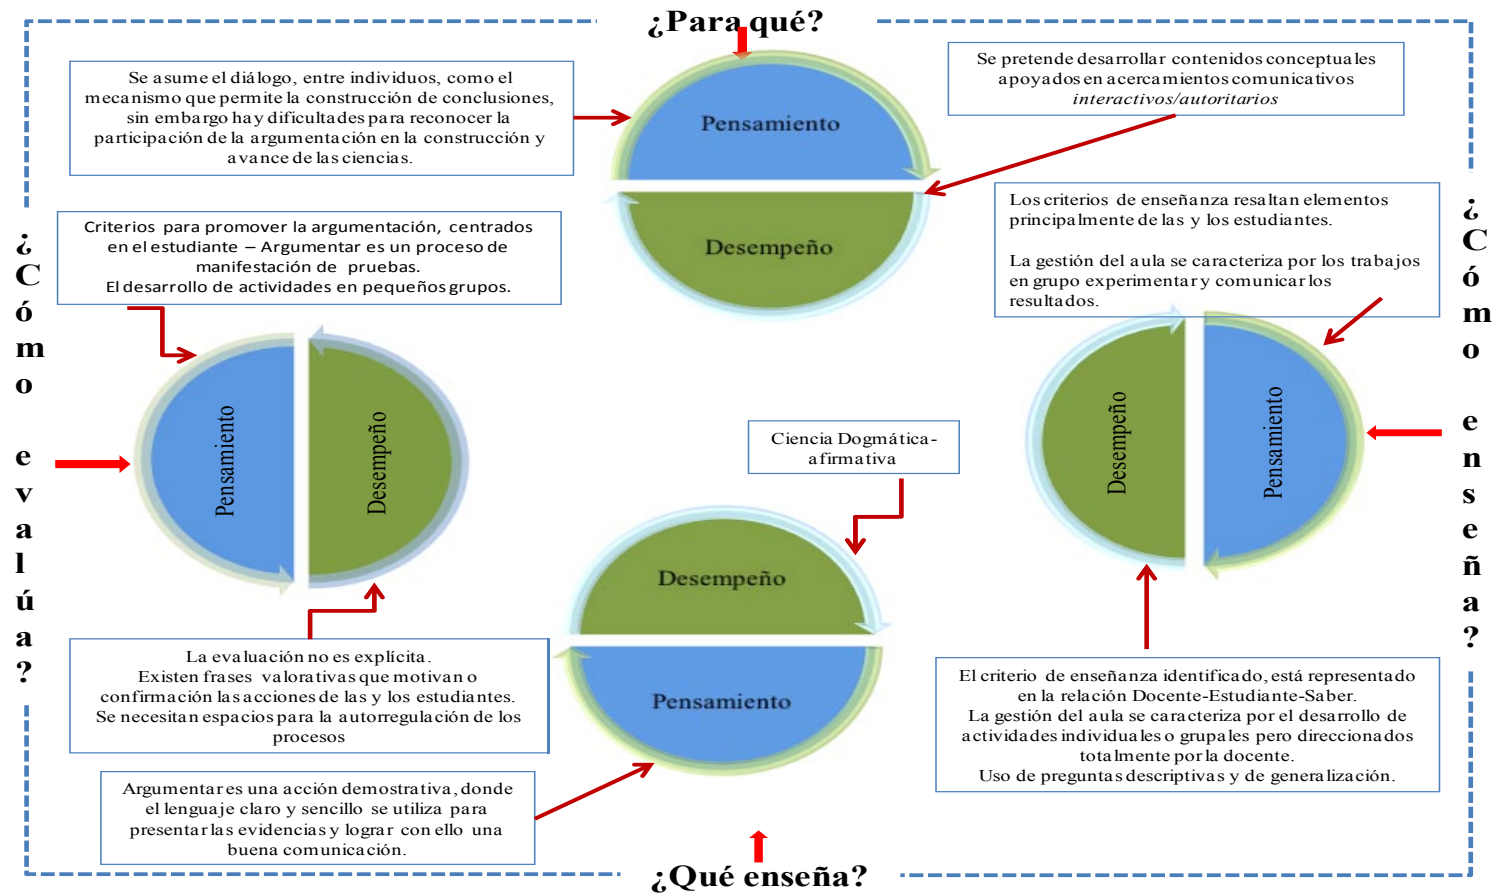 ¿Para qué?
Se asume el diálogo, entre individuos, como el
mecanismo que permite la construcción de conclusiones,
sin embargo hay dificultades para reconocer la
participación de la argumentación en la construcción y
avance de las ciencias.
Pensamiento
Desempeño
Se pretende desarrollar contenidos conceptuales
apoyados en acercamientos comunicativos
interactivos/autoritarios
Criterios para promover la argumentación, centrados
en el estudiante – Argumentar es un proceso de
manifestación de pruebas.
El desarrollo de actividades en pequeños grupos.
Los criterios de enseñanza resaltan elementos
principalmente de las y los estudiantes.
La gestión del aula se caracteriza por los trabajos
en grupo experimentar y comunicar los
resultados.
¿Cómo evalúa?
Pensamiento
Desempeño
Desempeño
Pensamiento
¿Cómo enseña?
Ciencia Dogmática-
afirmativa
Desempeño
Pensamiento
La evaluación no es explícita.
Existen frases valorativas que motivan o
confirmación las acciones de las y los estudiantes.
Se necesitan espacios para la autorregulación de los
procesos
El criterio de enseñanza identificado, está representado
en la relación Docente-Estudiante-Saber.
La gestión del aula se caracteriza por el desarrollo de
actividades individuales o grupales pero direccionados
totalmente por la docente.
Uso de preguntas descriptivas y de generalización.
Argumentar es una acción demostrativa, donde
el lenguaje claro y sencillo se utiliza para
presentar las evidencias y lograr con ello una
buena comunicación.
¿Qué enseña?